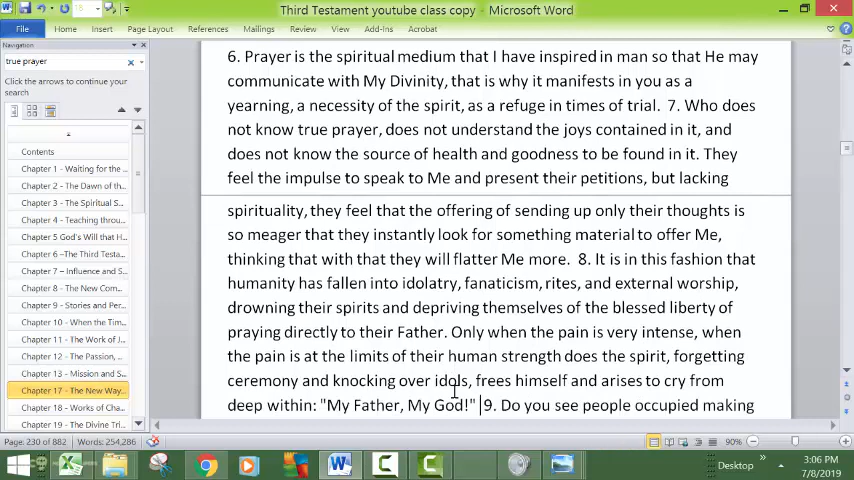 Third Testament youtube class copy - Microsoft Word
File Home Insert Page Layout References Mailings Review View Add-Ins Acrobat
Navigation
true prayer
Click the arrows to continue your
search
Contents
Chapter 1 - Waiting for the ...
Chapter 2 - The Dawn of th...
Chapter 3 - The Spiritual S...
Chapter 4 - Teaching throu...
Chapter 5 God's Will that H...
Chapter 6 –The Third Testa...
Chapter 7 – Influence and S...
Chapter 8 - The New Com...
Chapter 9 - Stories and Per...
Chapter 10 - When the Tim...
Chapter 11 - The Work of J...
Chapter 12 - The Passion, ...
Chapter 13 - Mission and S...
Chapter 17 - The New Way...
Chapter 18 - Works of Cha...
Chapter 19 - The Divine Tri...
6. Prayer is the spiritual medium that I have inspired in man so that He may
communicate with My Divinity, that is why it manifests in you as a
yearning, a necessity of the spirit, as a refuge in times of trial. 7. Who does
not know true prayer, does not understand the joys contained in it, and
does not know the source of health and goodness to be found in it. They
feel the impulse to speak to Me and present their petitions, but lacking
spirituality, they feel that the offering of sending up only their thoughts is
so meager that they instantly look for something material to offer Me,
thinking that with that they will flatter Me more. 8. It is in this fashion that
humanity has fallen into idolatry, fanaticism, rites, and external worship,
drowning their spirits and depriving themselves of the blessed liberty of
praying directly to their Father. Only when the pain is very intense, when
the pain is at the limits of their human strength does the spirit, forgetting
ceremony and knocking over idols, frees himself and arises to cry from
deep within: "My Father, My God!" 9. Do you see people occupied making
Page: 230 of 882 Words: 254,286 90%
Desktop 3:06 PM
7/8/2019